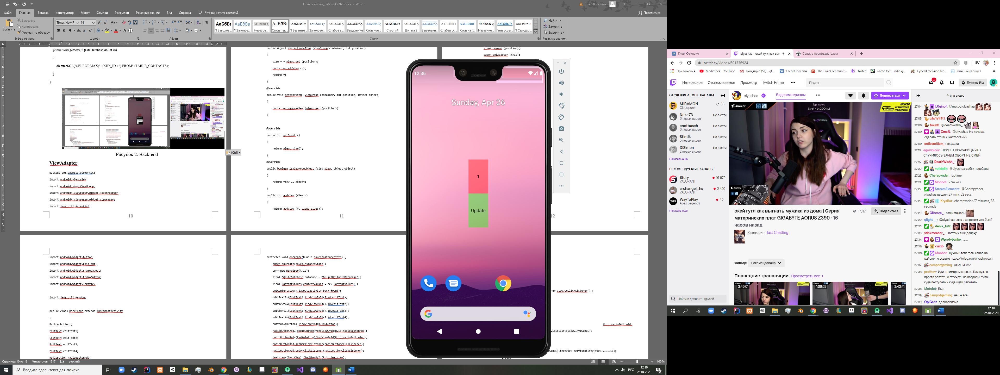 Практическая_работаAS №1.docx - Word
Глеб Юркевич
Файл Главная Вставка Конструктор Макет Ссылки Рассылки Рецензирование Вид Справка Что вы хотите сделать?
Поделиться
Вставить
Вырезать
Копировать
Формат по образцу
Буфер обмена
Times New R 14
Шрифт
Абзац
¶ Заголов... ¶ Заголов... Неразре... Стиль тек... ¶ Без инте... Заголово... Слабое в... Выделение Сильное... Строгий Цитата 2 Выделенн... Слабая сс... Сильная... Название... Гиперссы... ¶ Стандар...
Стили
Найти
Заменить
Выделить
Редактирование
public void getcost(SQLiteDatabase db,int id)
{
db.execSQL("SELECT MAX(" +KEY_ID +") FROM"+TABLE_CONTACTS);
}
}
Рисунок 2. Back-end
(Ctrl)
ViewAdapter
package com.example.ecomerce6;
import android.view.View;
import android.view.ViewGroup;
import androidx.viewpager.widget.PagerAdapter;
import androidx.viewpager.widget.ViewPager;
import java.util.ArrayList;
10
public Object instantiateItem (ViewGroup container, int position)
{
View v = views.get (position);
container.addView (v);
return v;
}
@Override
public void destroyItem (ViewGroup container, int position, Object object)
{
container.removeView (views.get (position));
}
@Override
public int getCount ()
{
return views.size();
}
@Override
public boolean isViewFromObject (View view, Object object)
{
return view == object;
}
public int addView (View v)
{
return addView (v, views.size());
11
views.remove (position);
pager.setAdapter (this);
12
import android.widget.Button;
import android.widget.EditText;
import android.widget.FrameLayout;
import android.widget.RadioButton;
import android.widget.TextView;
import java.util.Random;
public class BackFront extends AppCompatActivity
{
Button button1;
EditText editText1;
EditText editText2;
EditText editText3;
EditText editText4;
RadioButton radioButtonAdd;
protected void onCreate(Bundle savedInstanceState) {
super.onCreate(savedInstanceState);
DBH= new DBHelper(this);
final SQLiteDatabase database = DBH.getWritableDatabase();
final ContentValues contentValues = new ContentValues();
setContentView(R.layout.activity_back_front);
editText1=(EditText) findViewById(R.id.editText);
editText2=(EditText) findViewById(R.id.editText2);
editText3=(EditText) findViewById(R.id.editText3);
editText4=(EditText) findViewById(R.id.editText4);
button1=(Button) findViewById(R.id.button);
radioButtonAdd=(RadioButton)findViewById(R.id.radioButtonAdd);
radioButtonRed=(RadioButton)findViewById(R.id.radioButtonRed);
radioButtonRed.setOnClickListener(radioButtonClickListener);
radioButtonAdd.setOnClickListener(radioButtonClickListener);
textView=(TextView) findViewById(R.id.textView);
new View.OnClickListener() {
R.id.radioButtonAdd:
isibility(View.INVISIBLE);
ISIBLE);textView.setVisibility(View.VISIBLE);
12:36
Sunday, Apr 26
1
Update
Страница 10 из 16 Число слов: 1317 русский
100 %
Введите здесь текст для поиска
РУС
12:10
25.04.2020
Глеб Юркевич
olyashaa - окей гугл как вы
Связь с преподавателем
twitch.tv/videos/601336924
Приложения Mediathek - YouTube Входящие (51) - gl... Глеб Юркевич The PokéCommunit... Twitch Game Jolt - Indie g... Cyberdimension Ne... Личный кабинет
Интересное Отслеживаемое Просмотр Twitch Prime
Поиск
1
Купить Bits
ОТСЛЕЖИВАЕМЫЕ КАНАЛЫ
MJRAMON 33
Cloudpunk
Nuke73 Не в сети
6 новых видео
cnotbusch Не в сети
6 новых видео
Stintik Не в сети
5 новых видео
DiSimon Не в сети
2 новых видео
Показать еще
РЕКОМЕНДУЕМЫЕ КАНАЛЫ
Sfory 16 672
VALORANT
archangel_hs 2 420
VALORANT
WayToPlay 49
Apex Legends
Показать еще
Найти и добавить друзей
olyashaa Видеоматериалы
Подписаться
AORUS
Top month:
Scroll - 6 200 RUB
окей гугл как выгнать мужика из дома | Серия
материнских плат GIGABYTE AORUS Z390 · 16
часов назад
1 917
Поделиться
Категория: Just Chatting
Фильтр: Рекомендовано
Последние трансляции Просмотреть все
3:49:01
1:06:23
3:43:41
Чат в видео
27:04 L0ginof: @mysoulolyashaa
27:05 q1w1e1r1t1:
27:06 foxinb: @deathwishh_
27:09 CmaJL: @olyashaa Не хочешь
сделать стрим с настолками?
27:09 antisemitism_: вхахаха
27:13 egorvolcov: ПРИВЕТ КРАСАВИЦА ЧТО
СЛУЧИЛОСЬ ЗАЧЕМ ОБОРТ НЕ СМЕЙ
27:15 DeathWishh_:
27:20 volidolik: @olyashaa сабку проебала
27:22 Cherepynder: !uptime
27:22 Moobot: 27m 24s
27:22 StreamElements: @Cherepynder,
olyashaa вещает 27 mins 32 secs
27:23 KryaBot: cherepynder 27 minutes, 33
seconds
27:29 Gliscore_: сабы мажоры
27:29 qlight__: @olyashaa секс с шпротом уже был?
27:33 denis_lutz:
27:33 stinkmeaner_: Поэтому я не доначу
27:34 Wprotvbanke: .......
27:36 cuirib:
27:36 Moobot: Лучший телеграм канал на
районе по ссылке https://teleg.run/olyashpetuh
27:37 campotgaming: АНАНИЗМА
27:38 profitov: Иди стримером короче. Там нужно
просто болтать и отвечать на вопросы, типа:
куда поступать и куда идти работать.
27:38 Motolot: Был
27:39 campotgaming: наше всё
27:39 OplGent: долбоебизма
12:10
25.04.2020